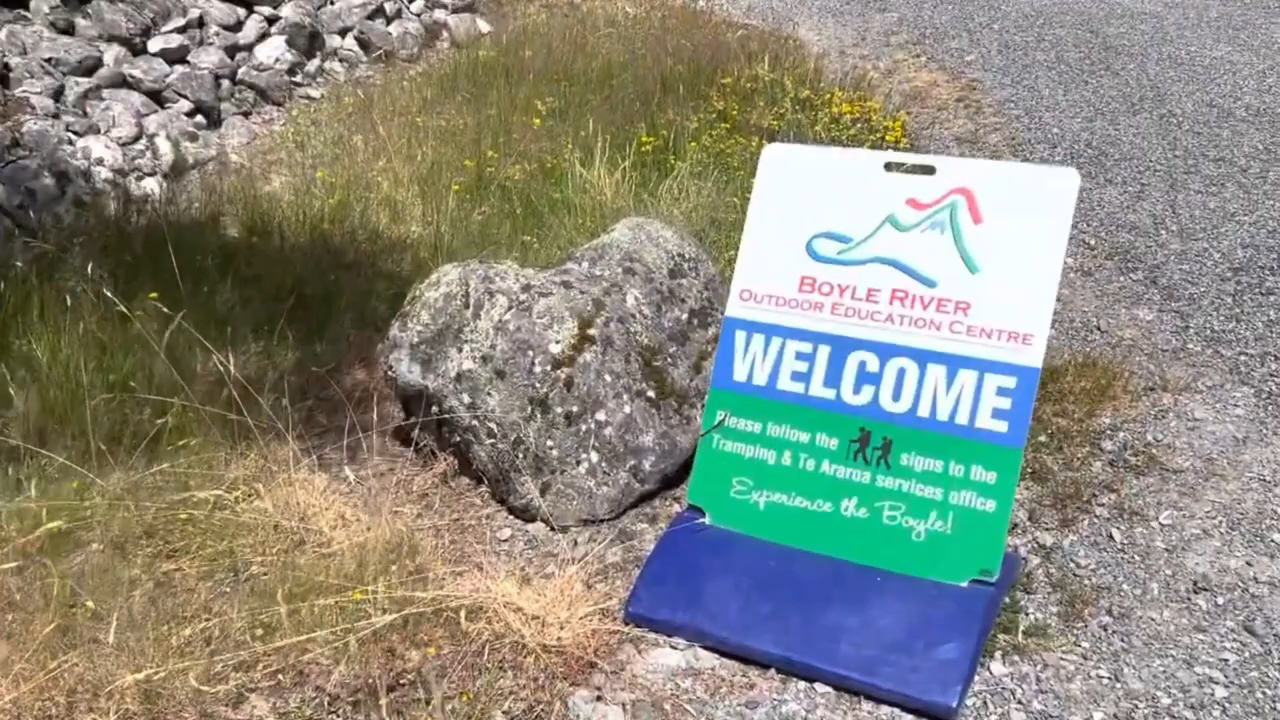 BOYLE RIVER
OUTDOOR EDUCATION CENTRE
WELCOME
Please follow the signs to the
Tramping & Te Araroa services office
Experience the Boyle!